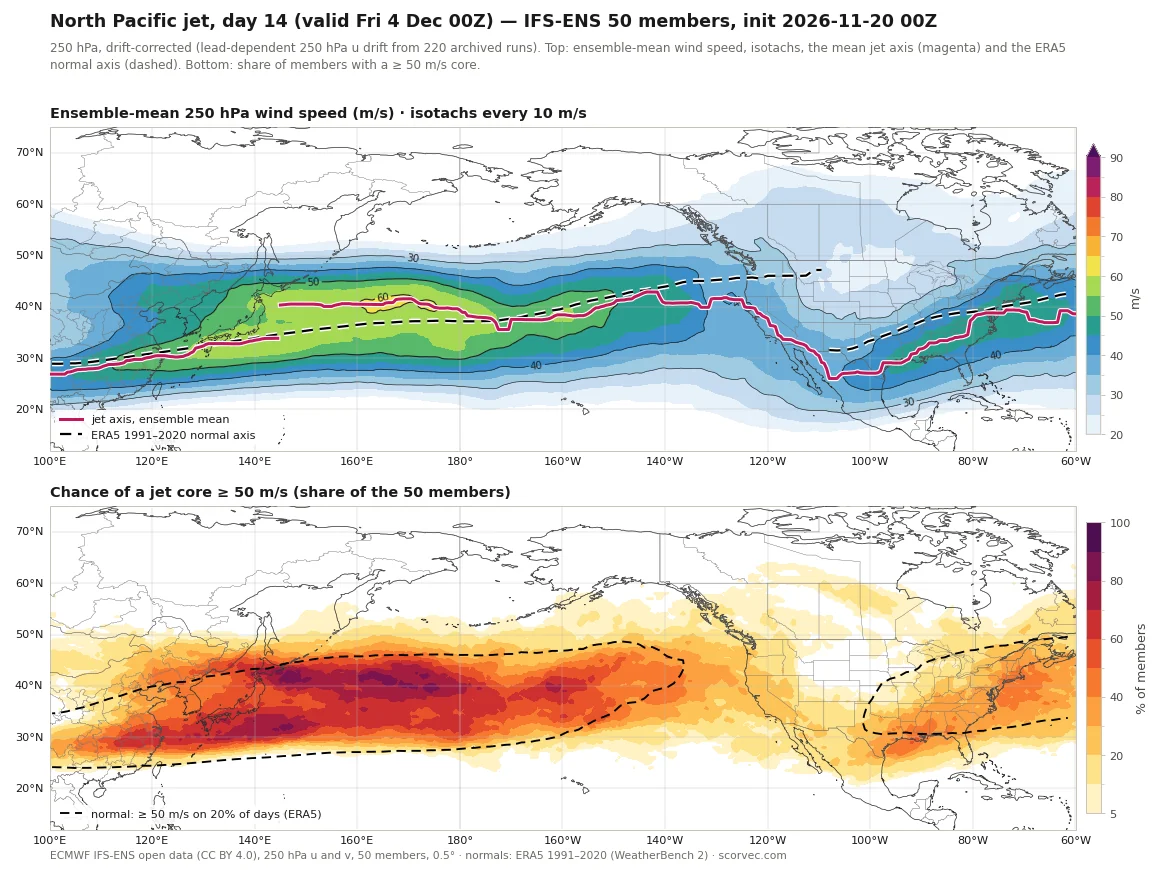 North Pacific jet, day 14 (valid Fri 4 Dec 00Z) — IFS-ENS 50 members, init 2026-11-20 00Z
250 hPa, drift-corrected (lead-dependent 250 hPa u drift from 220 archived runs). Top: ensemble-mean wind speed, isotachs, the mean jet axis (magenta) and the ERA5
normal axis (dashed). Bottom: share of members with a ≥ 50 m/s core.
Ensemble-mean 250 hPa wind speed (m/s) · isotachs every 10 m/s
70°N
60°N
50°N
40°N
30°N
20°N
30
50
60
40
30
40
50
jet axis, ensemble mean
ERA5 1991–2020 normal axis
100°E 120°E 140°E 160°E 180° 160°W 140°W 120°W 100°W 80°W 60°W
90
80
70
60
50
40
30
20
m/s
Chance of a jet core ≥ 50 m/s (share of the 50 members)
70°N
60°N
50°N
40°N
30°N
20°N
normal: ≥ 50 m/s on 20% of days (ERA5)
100°E 120°E 140°E 160°E 180° 160°W 140°W 120°W 100°W 80°W 60°W
100
80
60
40
20
5
% of members
ECMWF IFS-ENS open data (CC BY 4.0), 250 hPa u and v, 50 members, 0.5° · normals: ERA5 1991–2020 (WeatherBench 2) · scorvec.com